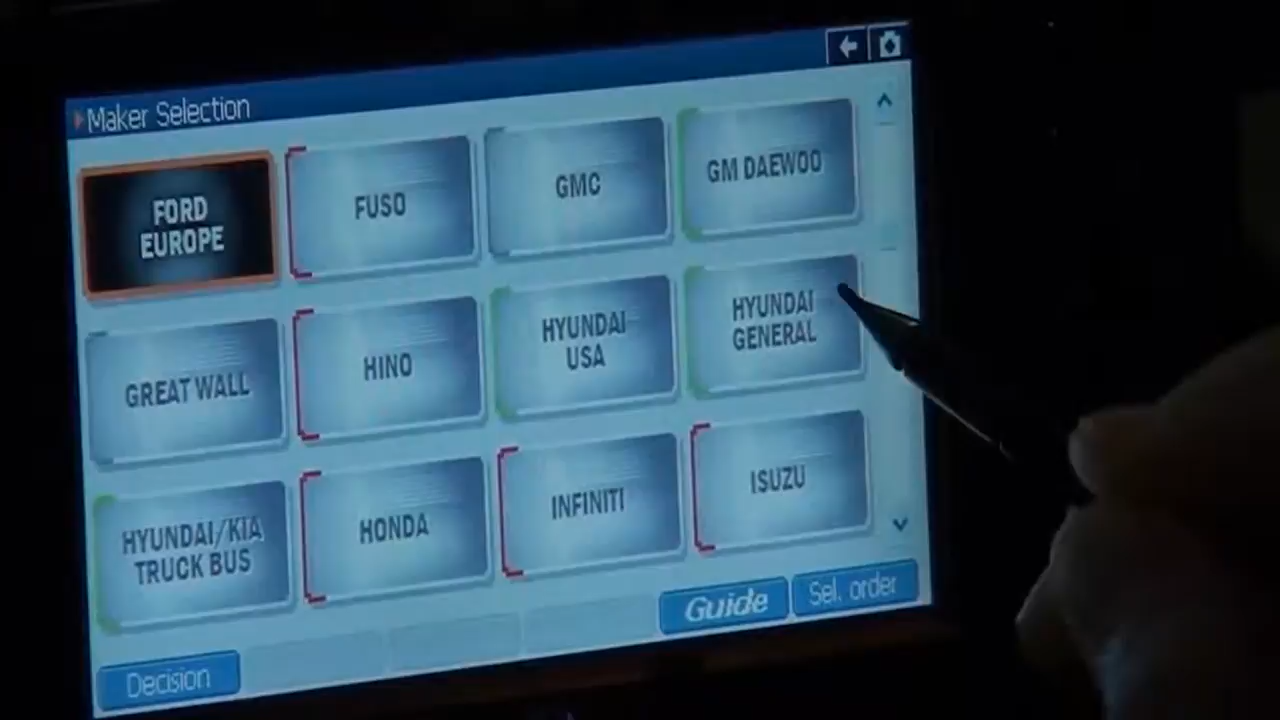 Maker Selection
FORD
EUROPE
FUSO
GMC
GM DAEWOO
GREAT WALL
HINO
HYUNDAI
USA
HYUNDAI
GENERAL
HYUNDAI/KIA
TRUCK BUS
HONDA
INFINITI
ISUZU
Decision
Guide
Sel. order